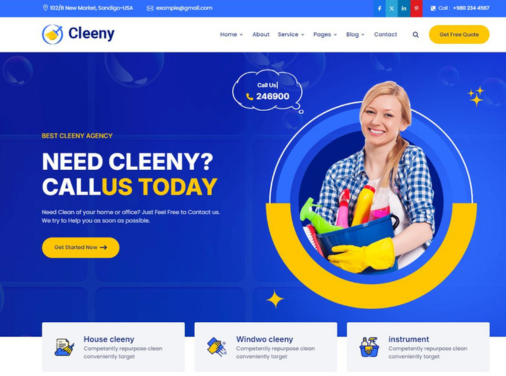 102/B New Market, Sandigo-USA
example@gmail.com
Call : +980 234 4567
Cleeny
Home
About
Service
Pages
Blog
Contact
Get Free Quote
Call Us|
246900
BEST CLEENY AGENCY
NEED CLEENY?
CALLUS TODAY
Need Clean of your home or office? Just Feel Free to Contact us.
We try to Help you as soon as possible.
Get Started Now
House cleeny
Competently repurpose clean
conveniently target
Windwo cleeny
Competently repurpose clean
conveniently target
instrument
Competently repurpose clean
conveniently target